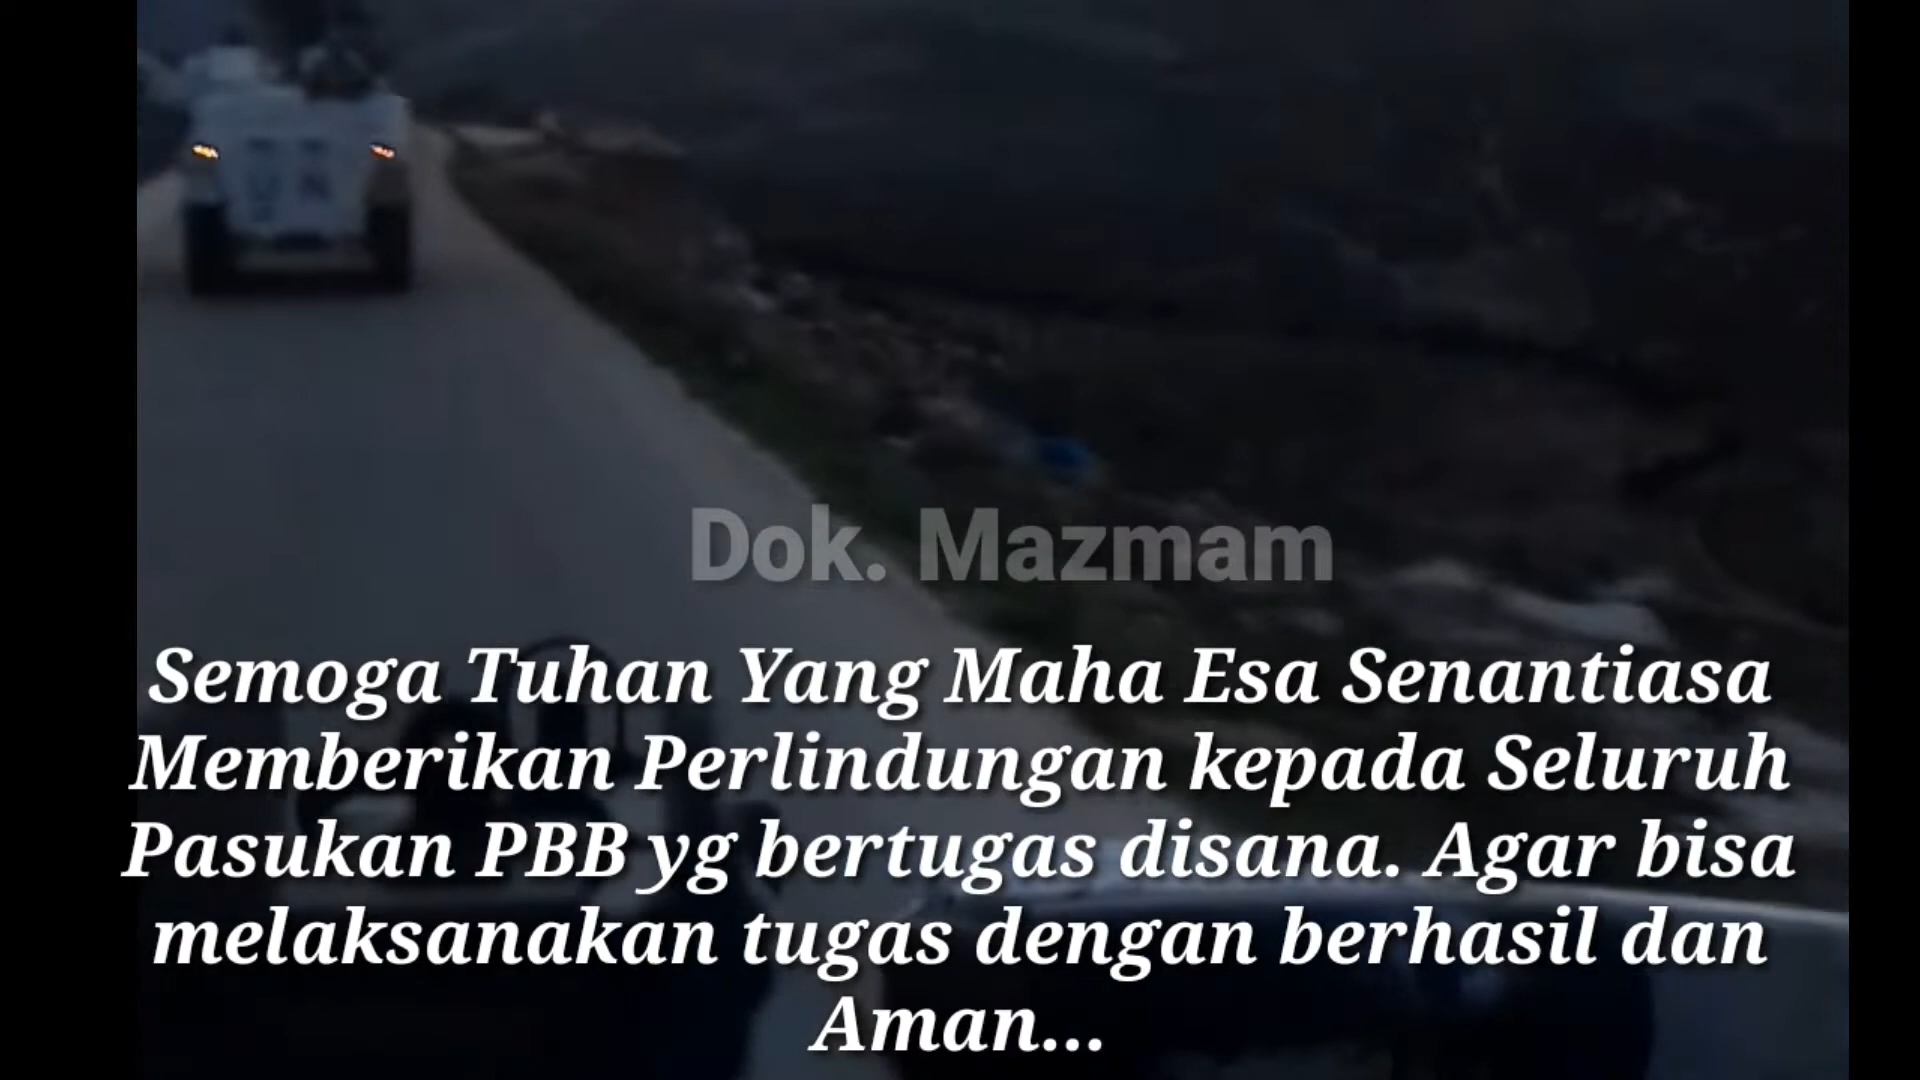 UN
Dok. Mazmam
Semoga Tuhan Yang Maha Esa Senantiasa
Memberikan Perlindungan kepada Seluruh
Pasukan PBB yg bertugas disana. Agar bisa
melaksanakan tugas dengan berhasil dan
Aman...